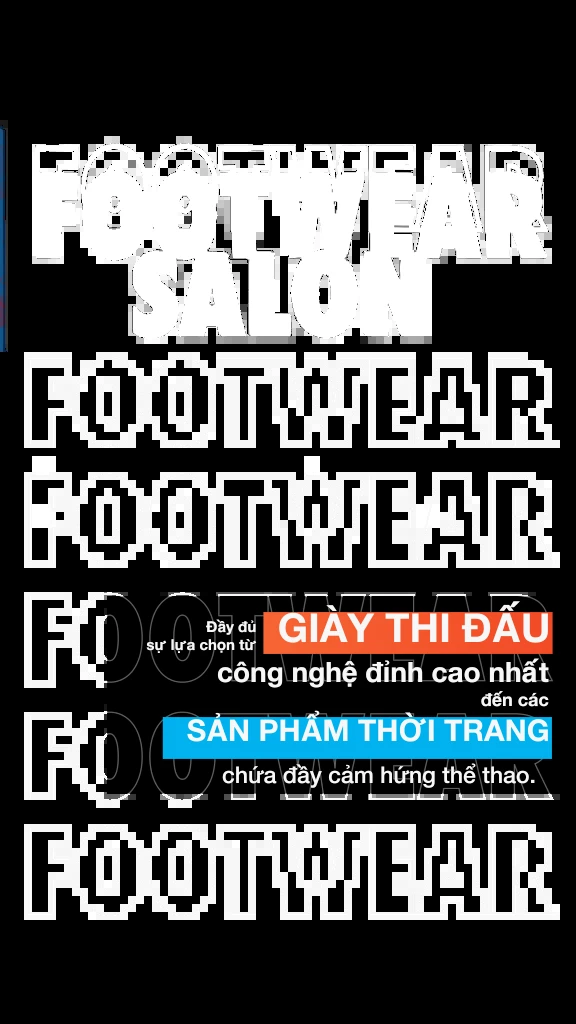 FOOTWEAR
FOOTWEAR
SALON
FOOTWEAR
FOOTWEAR
FOOTWEAR
Đầy đủ
sự lựa chọn từ
GIÀY THI ĐẤU
công nghệ đỉnh cao nhất
đến các
FOOTWEAR
SẢN PHẨM THỜI TRANG
chứa đầy cảm hứng thể thao.
FOOTWEAR